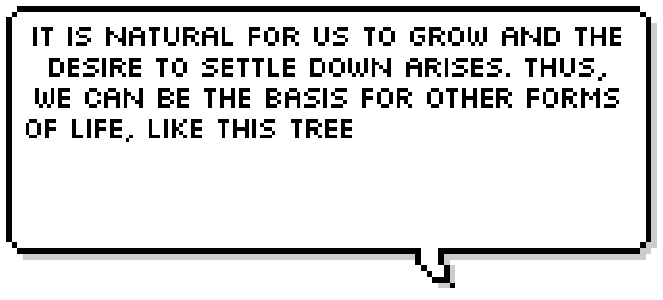 IT IS NATURAL FOR US TO GROW AND THE
DESIRE TO SETTLE DOWN ARISES. THUS,
WE CAN BE THE BASIS FOR OTHER FORMS
OF LIFE, LIKE THIS TREE